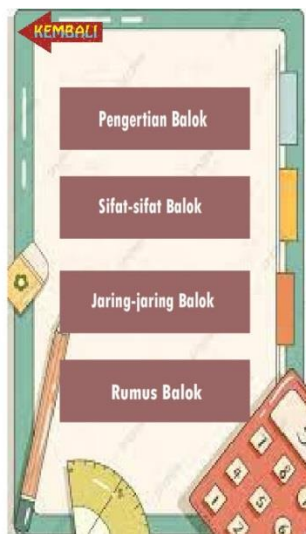 KEMBALI
Pengertian Balok
Sifat-sifat Balok
Jaring-jaring Balok
Rumus Balok